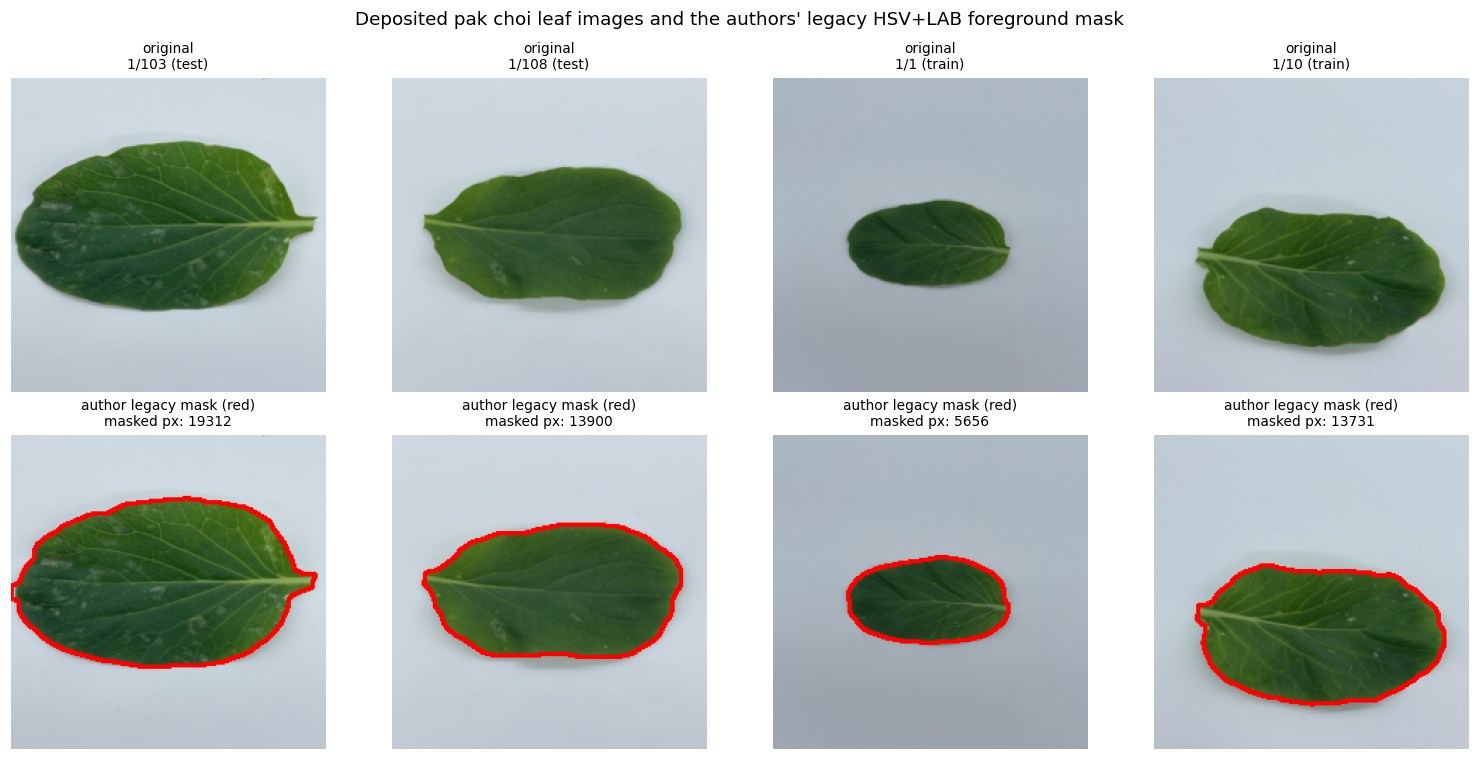 Deposited pak choi leaf images and the authors' legacy HSV+LAB foreground mask
original
1/103 (test)
original
1/108 (test)
original
1/1 (train)
original
1/10 (train)
author legacy mask (red)
masked px: 19312
author legacy mask (red)
masked px: 13900
author legacy mask (red)
masked px: 5656
author legacy mask (red)
masked px: 13731